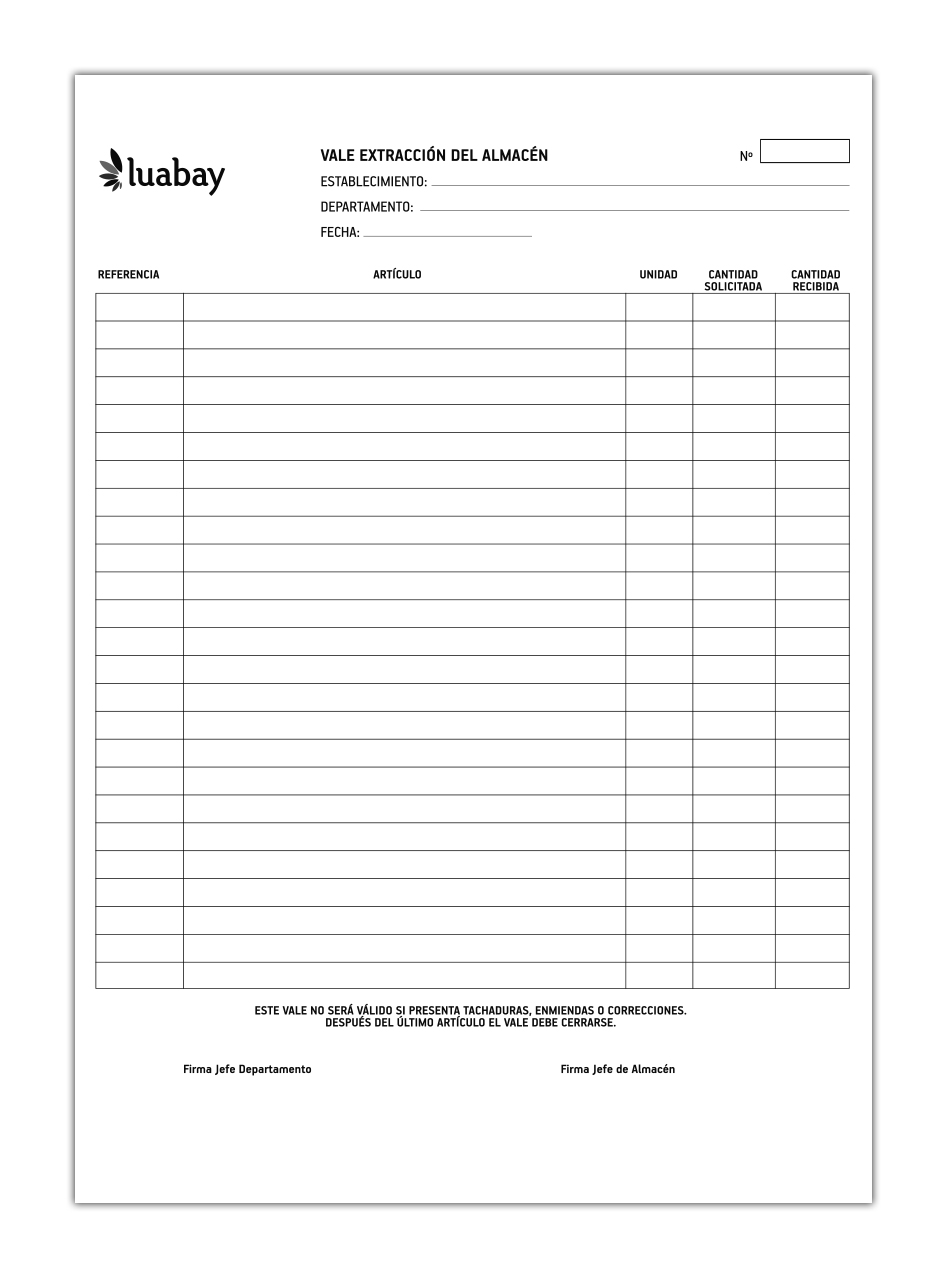 luabay
VALE EXTRACCIÓN DEL ALMACÉN
Nº
ESTABLECIMIENTO:
DEPARTAMENTO:
FECHA:
REFERENCIA ARTÍCULO UNIDAD CANTIDAD SOLICITADA CANTIDAD RECIBIDA
ESTE VALE NO SERÁ VÁLIDO SI PRESENTA TACHADURAS, ENMIENDAS O CORRECCIONES.
DESPUÉS DEL ÚLTIMO ARTÍCULO EL VALE DEBE CERRARSE.
Firma Jefe Departamento Firma Jefe de Almacén